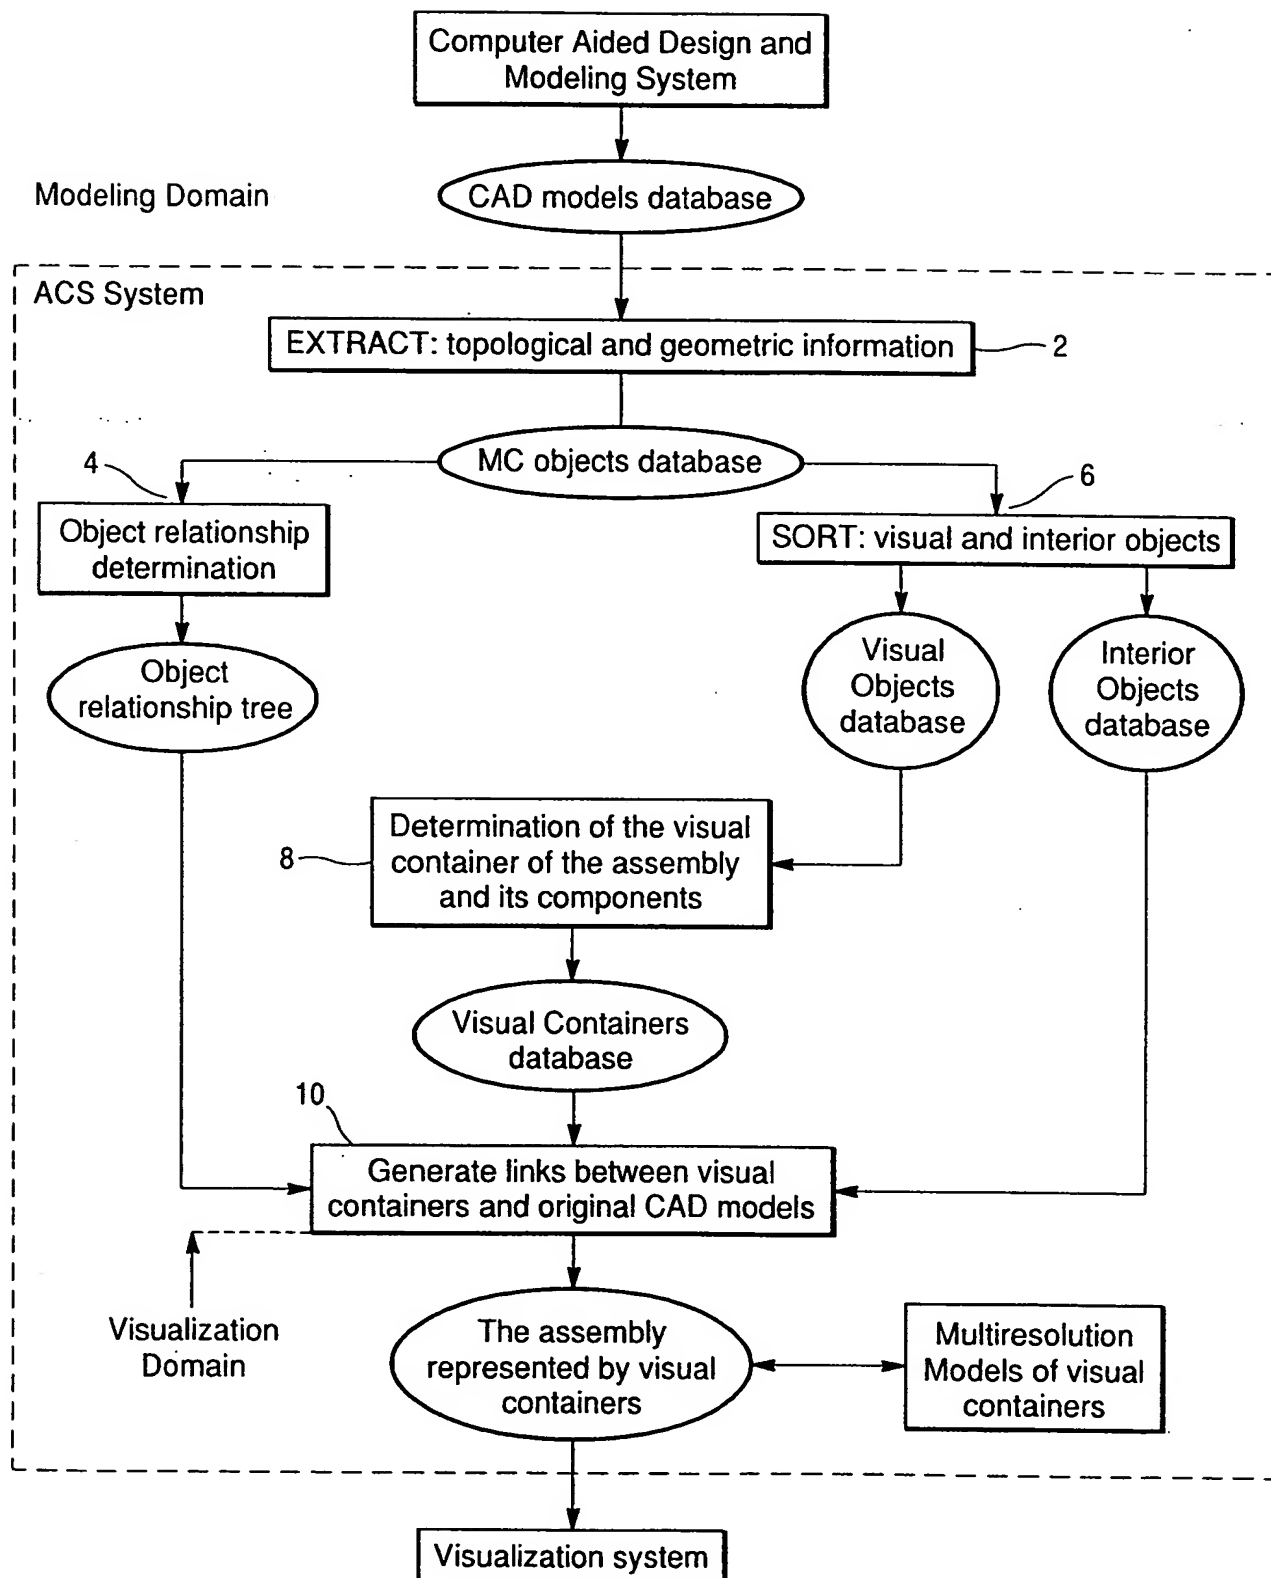 Computer Aided Design and
Modeling System
Modeling Domain
CAD models database
ACS System
EXTRACT: topological and geometric information
2
MC objects database
4
6
Object relationship
determination
SORT: visual and interior objects
Object
relationship tree
Visual
Objects
database
Interior
Objects
database
8
Determination of the visual
container of the assembly
and its components
Visual Containers
database
10
Generate links between visual
containers and original CAD models
Visualization
Domain
The assembly
represented by visual
containers
Multiresolution
Models of visual
containers
Visualization system